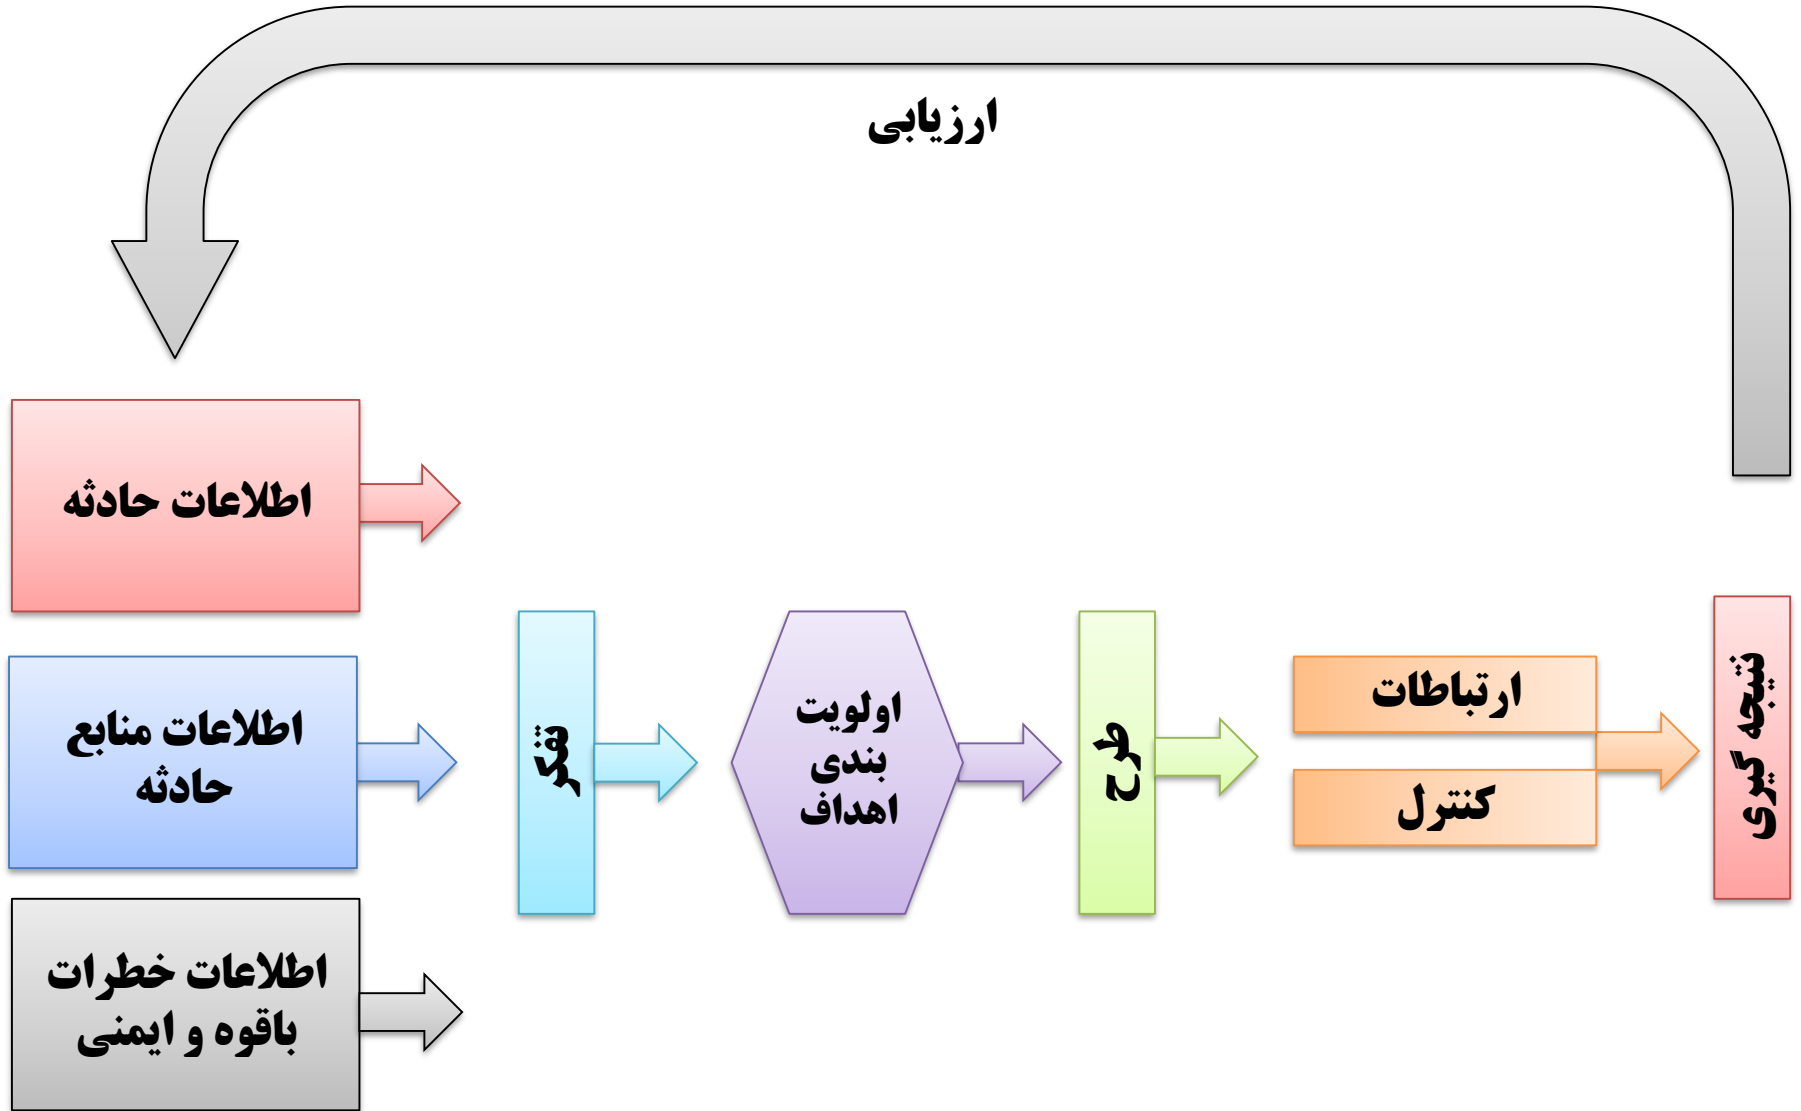 ارزیابی
اطلاعات حادثه
اطلاعات منابع
حادثه
اطلاعات خطرات
باقوه و ایمنی
تفکر
اولویت
بندی
اهداف
طرح
ارتباطات
کنترل
نتیجه گیری